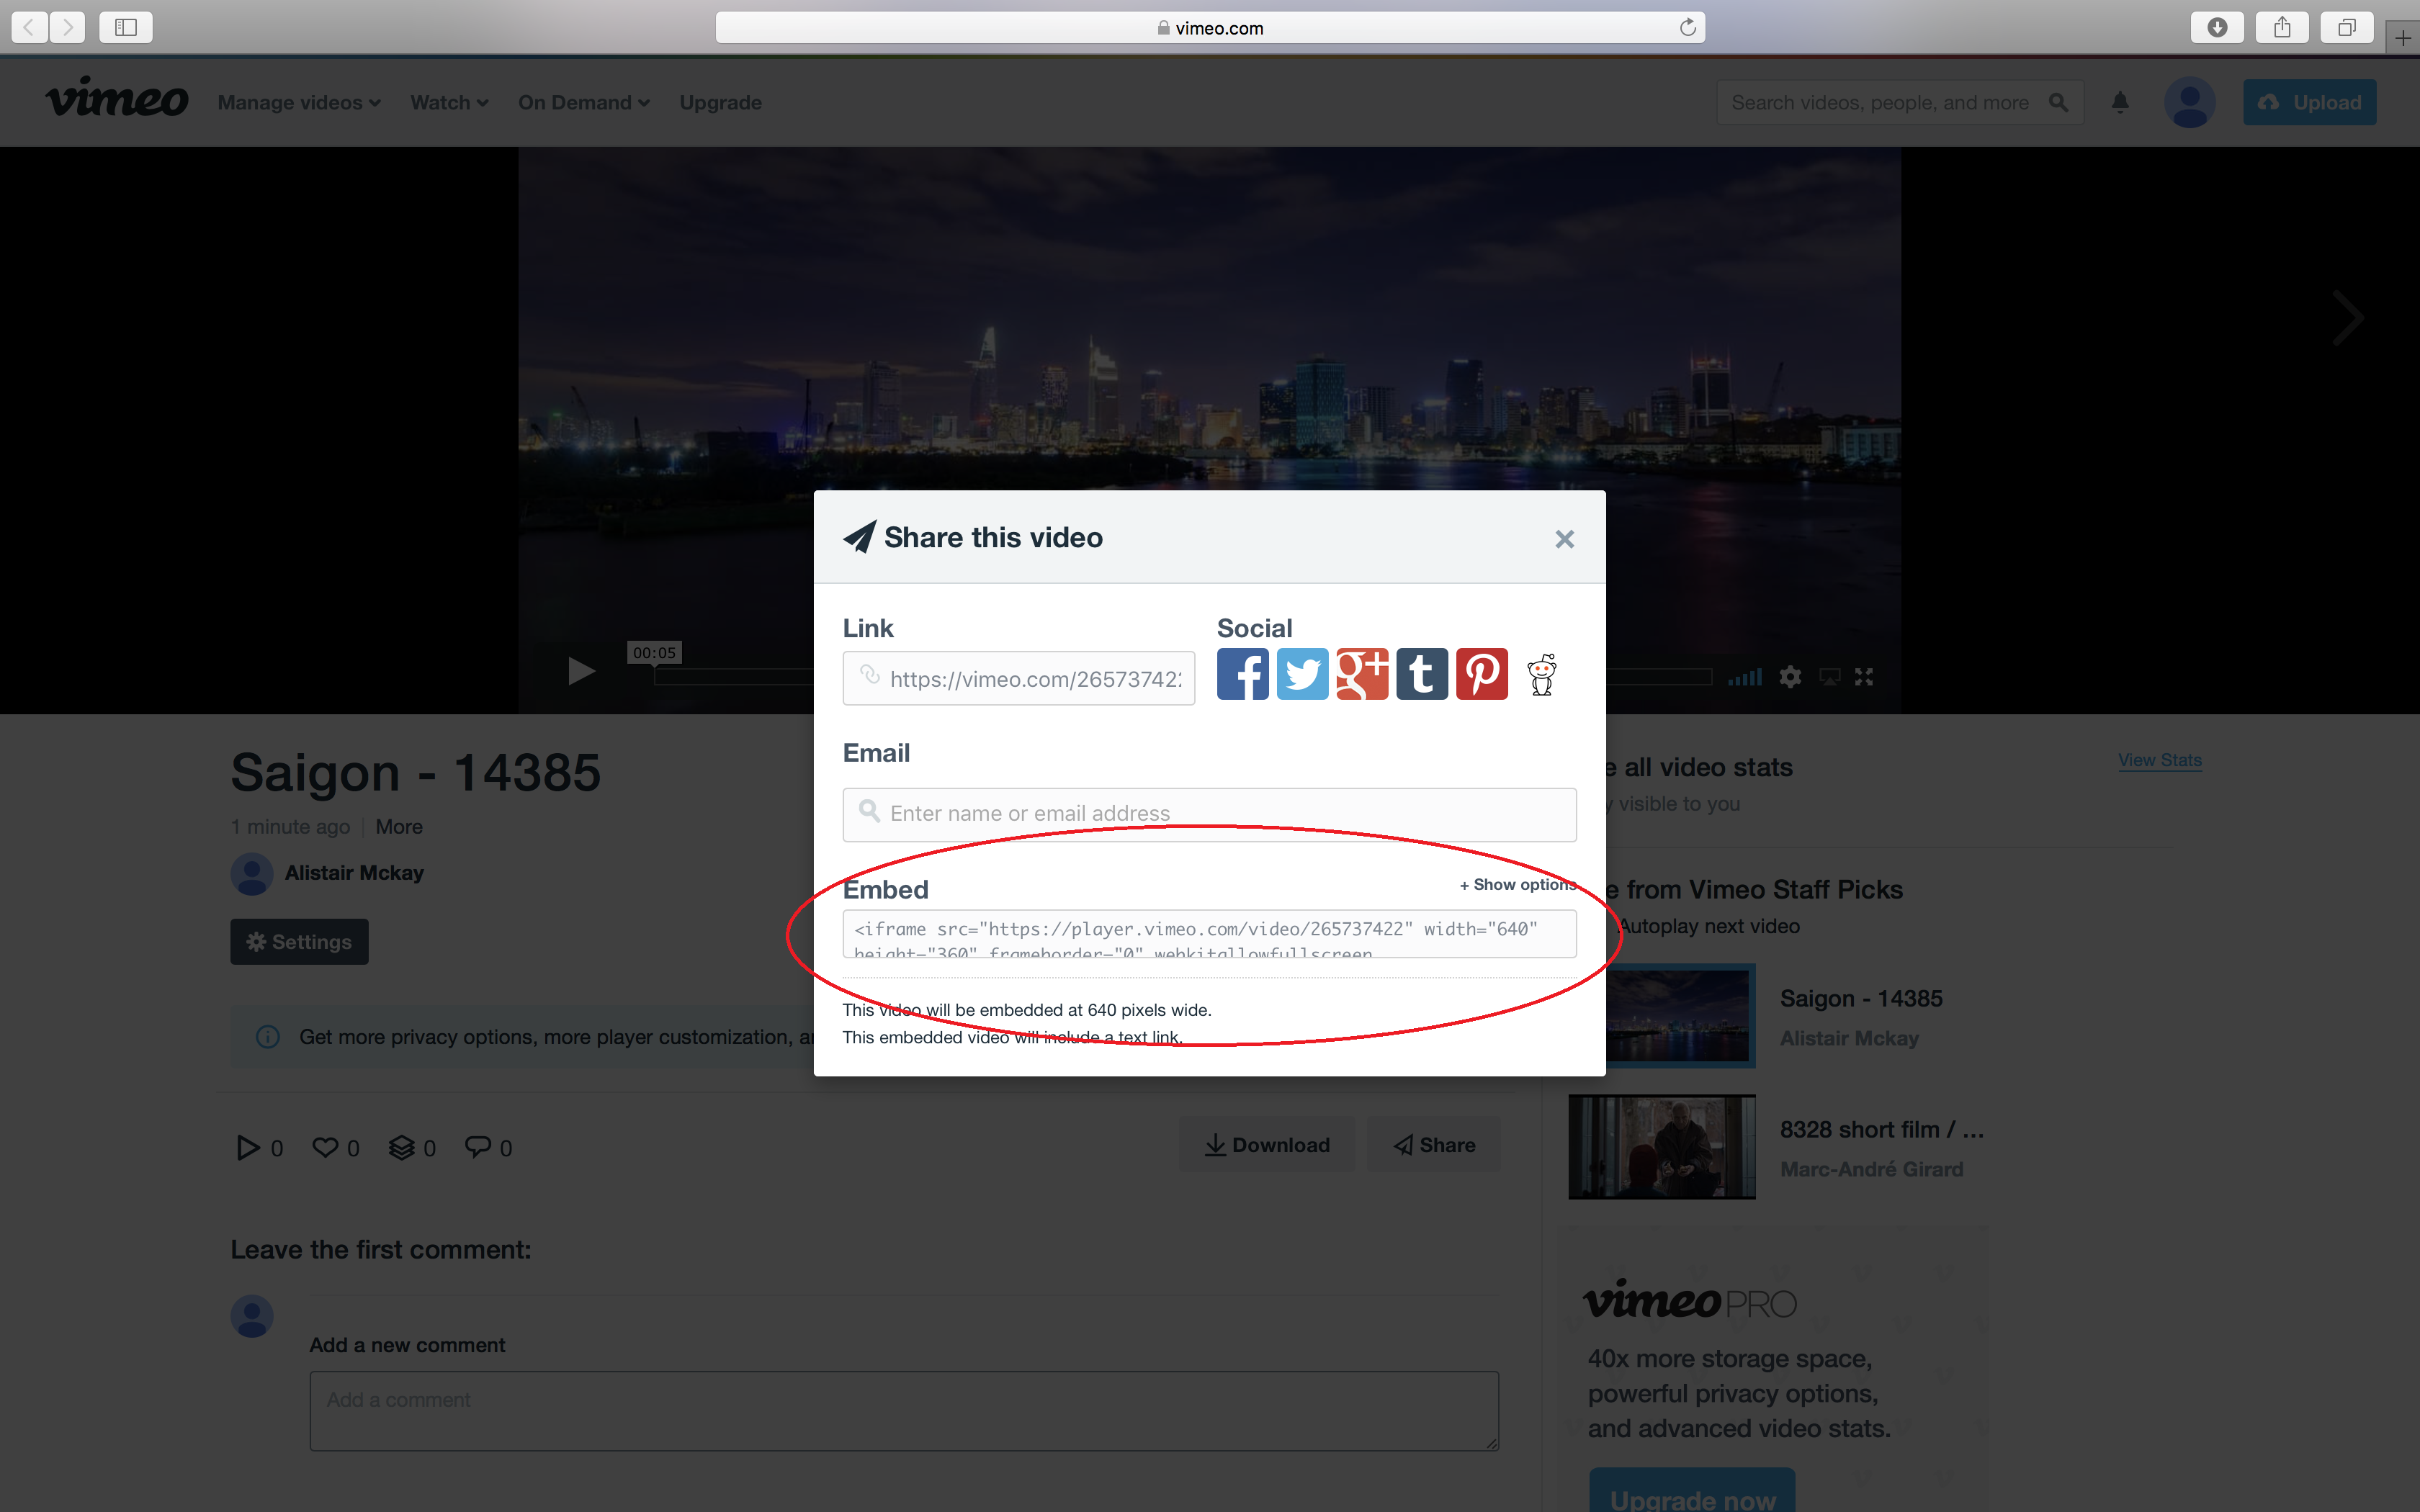 vimeo.com
vimeo
Manage videos
Watch
On Demand
Upgrade
Search videos, people, and more
Upload
Share this video
Link
Social
https://vimeo.com/265737422
00:05
Email
Enter name or email address
Embed
+ Show options
<iframe src="https://player.vimeo.com/video/265737422" width="640"
height="360" frameborder="0" webkitallowfullscreen
This video will be embedded at 640 pixels wide.
This embedded video will include a text link.
Saigon - 14385
1 minute ago
More
Alistair Mckay
Settings
Get more privacy options, more player customization,
0
0
0
0
Download
Share
Leave the first comment:
Add a new comment
Add a comment
all video stats
visible to you
View Stats
from Vimeo Staff Picks
Autoplay next video
Saigon - 14385
Alistair Mckay
8328 short film / ...
Marc-André Girard
vimeo PRO
40x more storage space,
powerful privacy options,
and advanced video stats.
Upgrade now